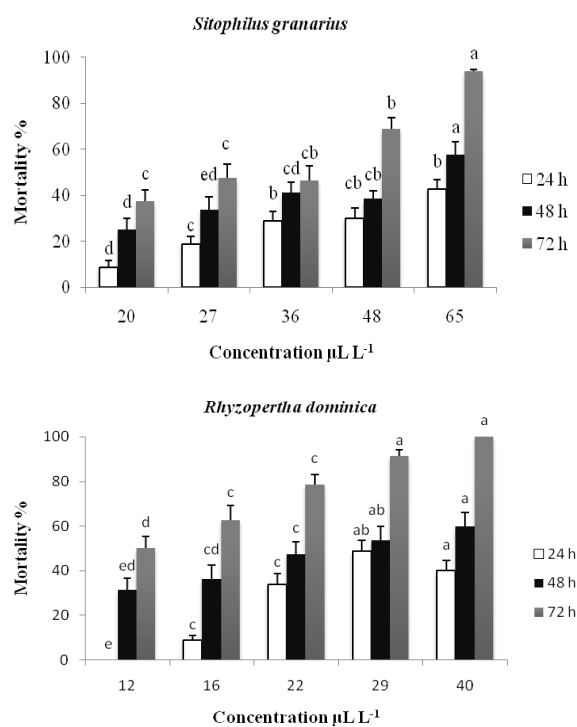 Sitophilus granarius
Mortality %
100
80
60
40
20
0
d d c
c ed c
b cd cb
cb cb b
b a a
20 27 36 48 65
Concentration µL L-1
24 h
48 h
72 h
Rhyzopertha dominica
Mortality %
100
80
60
40
20
0
e ed d
c cd c
c c c
ab ab a
a a a
12 16 22 29 40
Concentration µL L-1
24 h
48 h
72 h